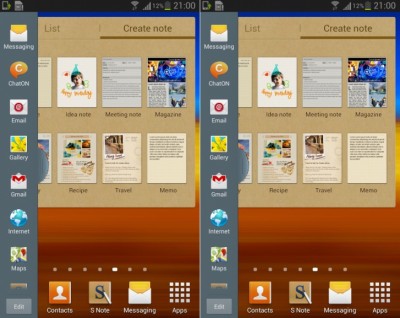 12% 21:00
List Create note
Messaging
ChatON
Email
Gallery
Gmail
Internet
Maps
Edit
Idea note Meeting note Magazine
Recipe Travel Memo
Contacts S Note Messaging Apps
12% 21:00
List Create note
Messaging
ChatON
Email
Gallery
Gmail
Internet
Maps
Edit
Idea note Meeting note Magazine
Recipe Travel Memo
Contacts S Note Messaging Apps